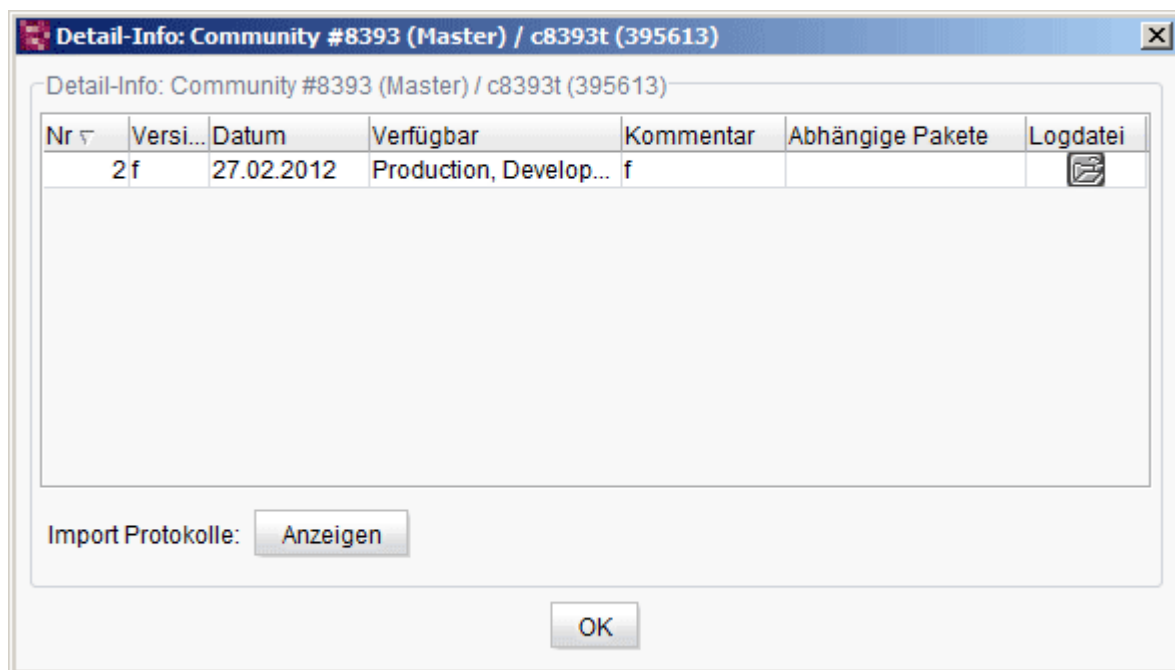 Detail-Info: Community #8393 (Master) / c8393t (395613)
Detail-Info: Community #8393 (Master) / c8393t (395613)
Nr Versi... Datum Verfügbar Kommentar Abhängige Pakete Logdatei
2 f 27.02.2012 Production, Develop... f
Import Protokolle: Anzeigen
OK